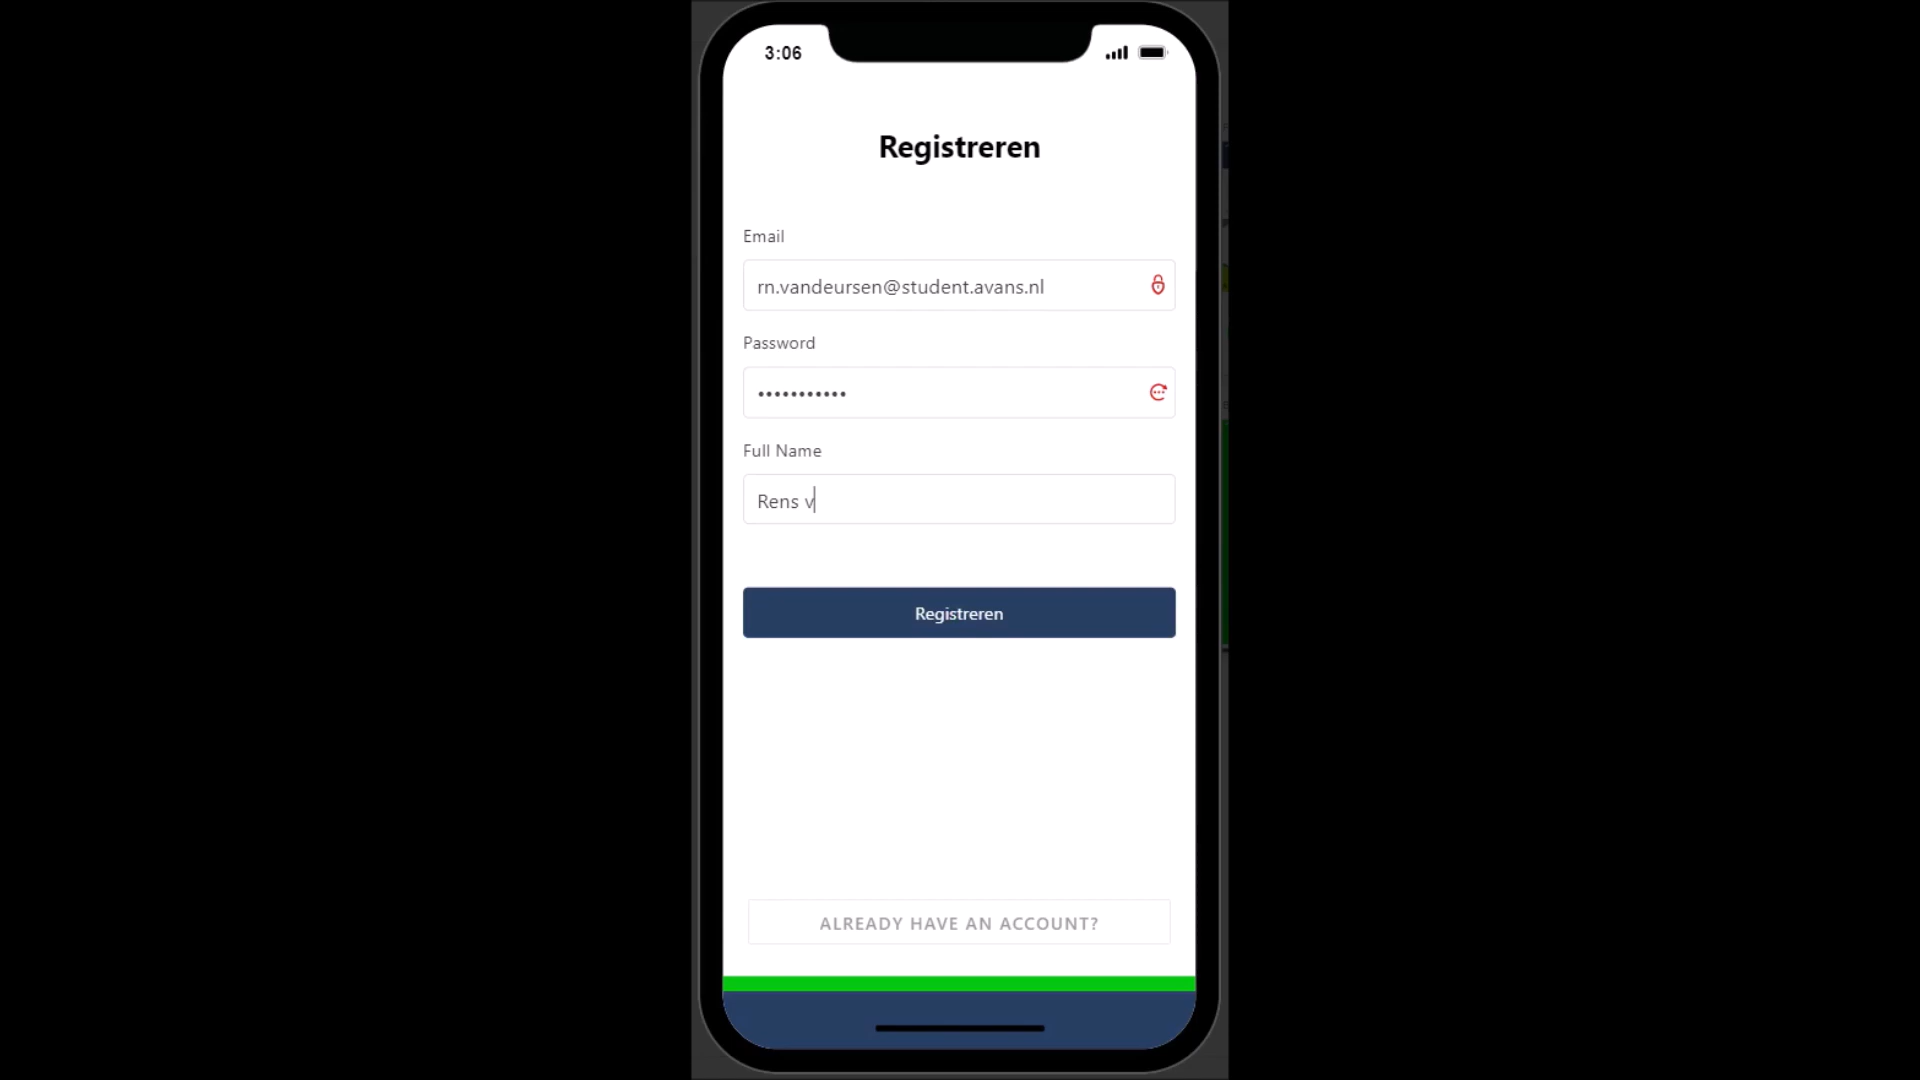 3:06
Registreren
Email
rn.vandeursen@student.avans.nl
Password
•••••••••••
Full Name
Rens v
Registreren
ALREADY HAVE AN ACCOUNT?